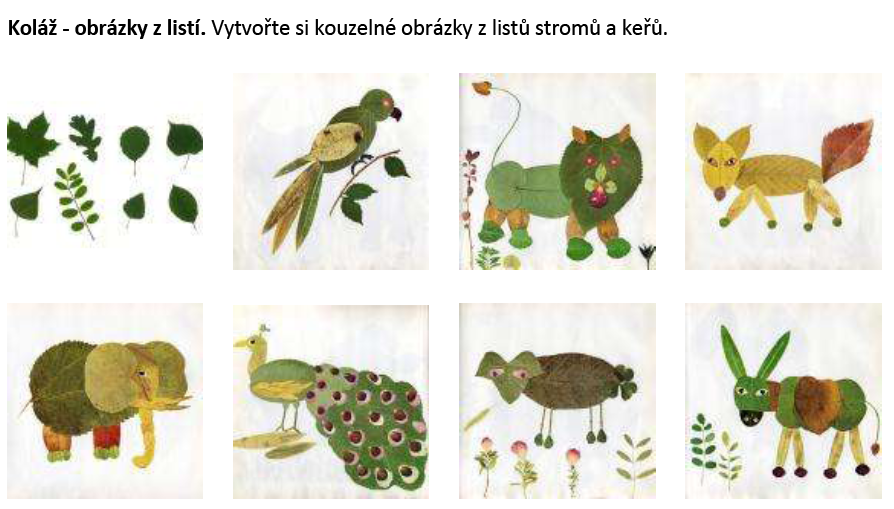 Koláž - obrázky z listí. Vytvořte si kouzelné obrázky z listů stromů a keřů.